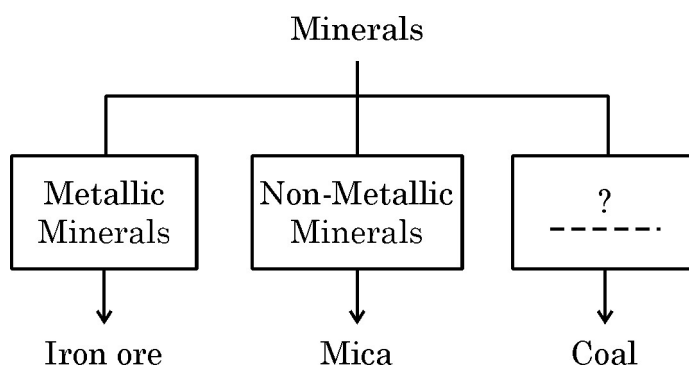 Minerals
Metallic
Minerals
Non-Metallic
Minerals
?
Iron ore
Mica
Coal